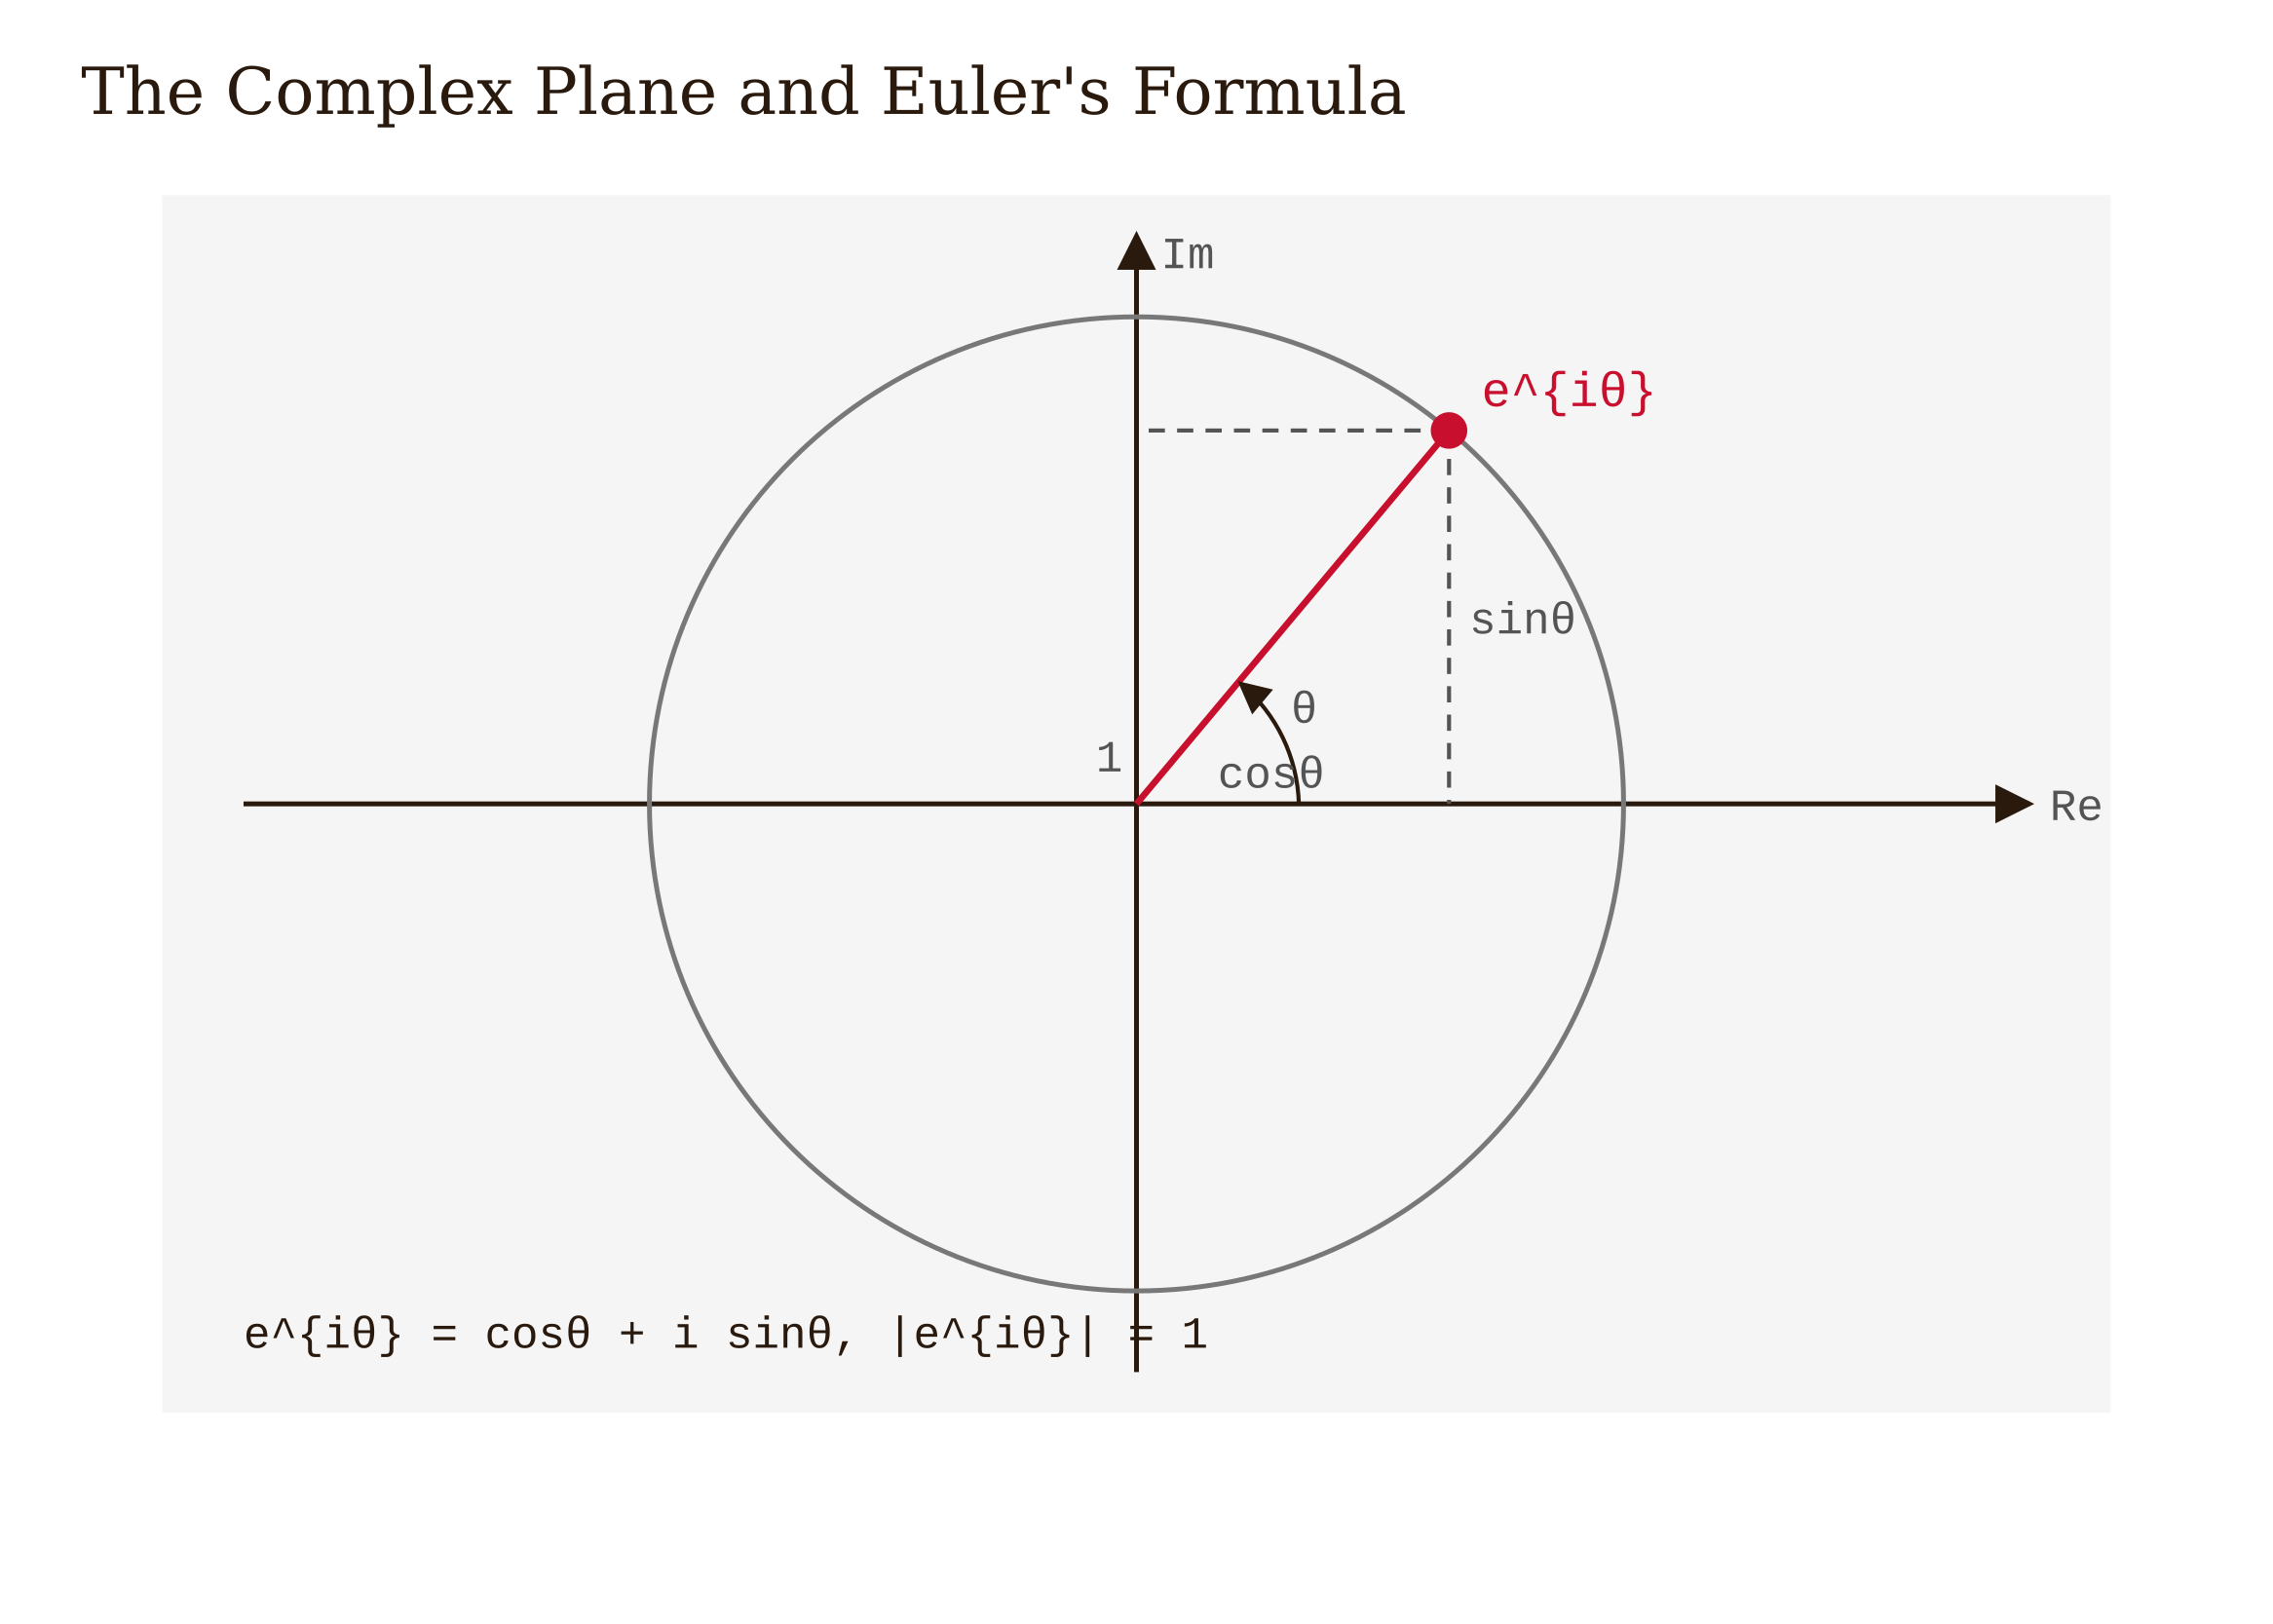 The Complex Plane and Euler's Formula
Im
e^{iθ}
sinθ
θ
1
cosθ
Re
e^{iθ} = cosθ + i sinθ, |e^{iθ}| = 1